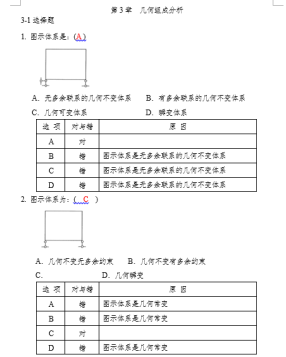 第 3 章 几何组成分析
3-1 选择题
1. 图示体系是：(A)
A、无多余联系的几何不变体系 B、有多余联系的几何不变体系
C、几何可变体系 D、瞬变体系
选 项 对与错 原 因
A 对
B 错 图示体系是无多余联系的几何不变体系
C 错 图示体系是无多余联系的几何不变体系
D 错 图示体系是无多余联系的几何不变体系
2. 图示体系为：( C )
A、几何不变无多余约束 B、几何不变有多余约束
C、 D、几何瞬变
选 项 对与错 原 因
A 错 图示体系是几何常变
B 错 图示体系是几何常变
C 对
D 错 图示体系是几何常变